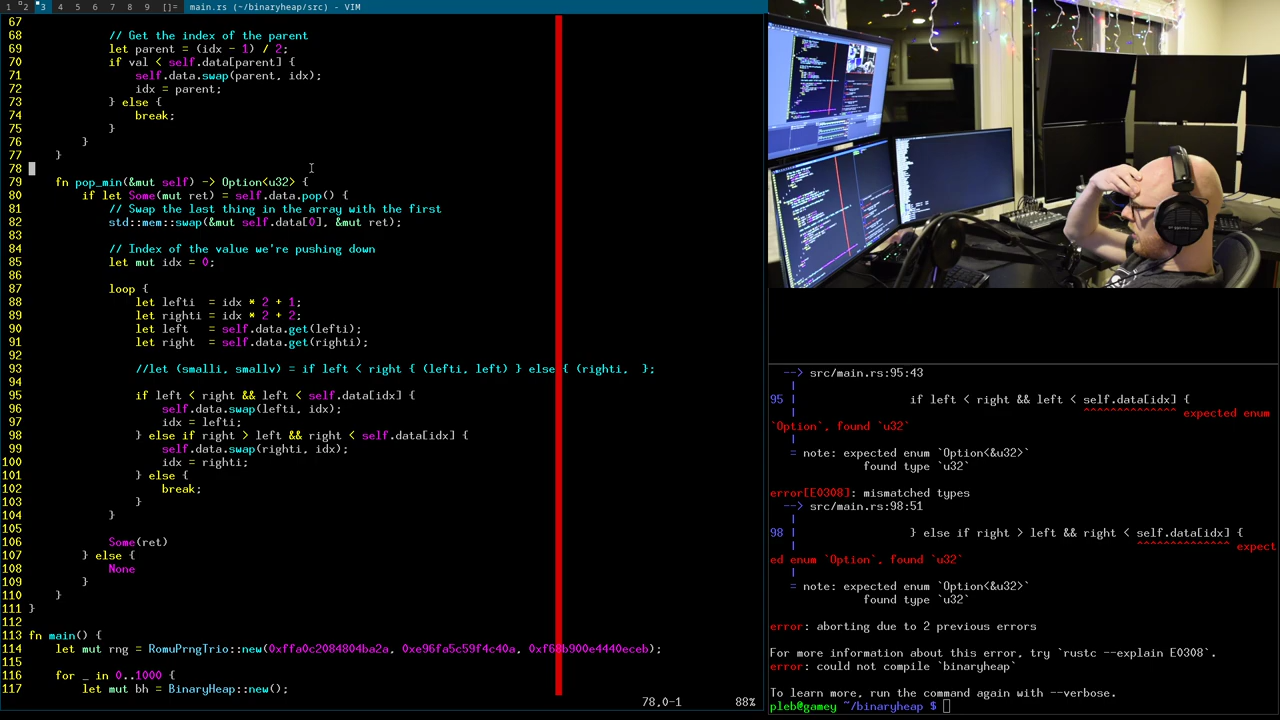 1 2 3 4 5 6 7 8 9 []= main.rs (~/binaryheap/src) - VIM
67
68 // Get the index of the parent
69 let parent = (idx - 1) / 2;
70 if val < self.data[parent] {
71 self.data.swap(parent, idx);
72 idx = parent;
73 } else {
74 break;
75 }
76 }
77 }
78
79 fn pop_min(&mut self) -> Option<u32> {
80 if let Some(mut ret) = self.data.pop() {
81 // Swap the last thing in the array with the first
82 std::mem::swap(&mut self.data[0], &mut ret);
83
84 // Index of the value we're pushing down
85 let mut idx = 0;
86
87 loop {
88 let lefti = idx * 2 + 1;
89 let righti = idx * 2 + 2;
90 let left = self.data.get(lefti);
91 let right = self.data.get(righti);
92
93 //let (smalli, smallv) = if left < right { (lefti, left) } else { (righti, };
94
95 if left < right && left < self.data[idx] {
96 self.data.swap(lefti, idx);
97 idx = lefti;
98 } else if right > left && right < self.data[idx] {
99 self.data.swap(righti, idx);
100 idx = righti;
101 } else {
102 break;
103 }
104 }
105
106 Some(ret)
107 } else {
108 None
109 }
110 }
111 }
112
113 fn main() {
114 let mut rng = RomuPrngTrio::new(0xffa0c2084804ba2a, 0xe96fa5c59f4c40a, 0xf68b900e4440eceb);
115
116 for _ in 0..1000 {
117 let mut bh = BinaryHeap::new();
78,0-1 88%
--> src/main.rs:95:43
|
95 | if left < right && left < self.data[idx] {
| ^^^^^^^^^^^^^^ expected enum
`Option`, found `u32`
|
= note: expected enum `Option<&u32>`
found type `u32`
error[E0308]: mismatched types
--> src/main.rs:98:51
|
98 | } else if right > left && right < self.data[idx] {
| ^^^^^^^^^^^^^^ expect
ed enum `Option`, found `u32`
|
= note: expected enum `Option<&u32>`
found type `u32`
error: aborting due to 2 previous errors
For more information about this error, try `rustc --explain E0308`.
error: could not compile `binaryheap`
To learn more, run the command again with --verbose.
pleb@gamey ~/binaryheap $